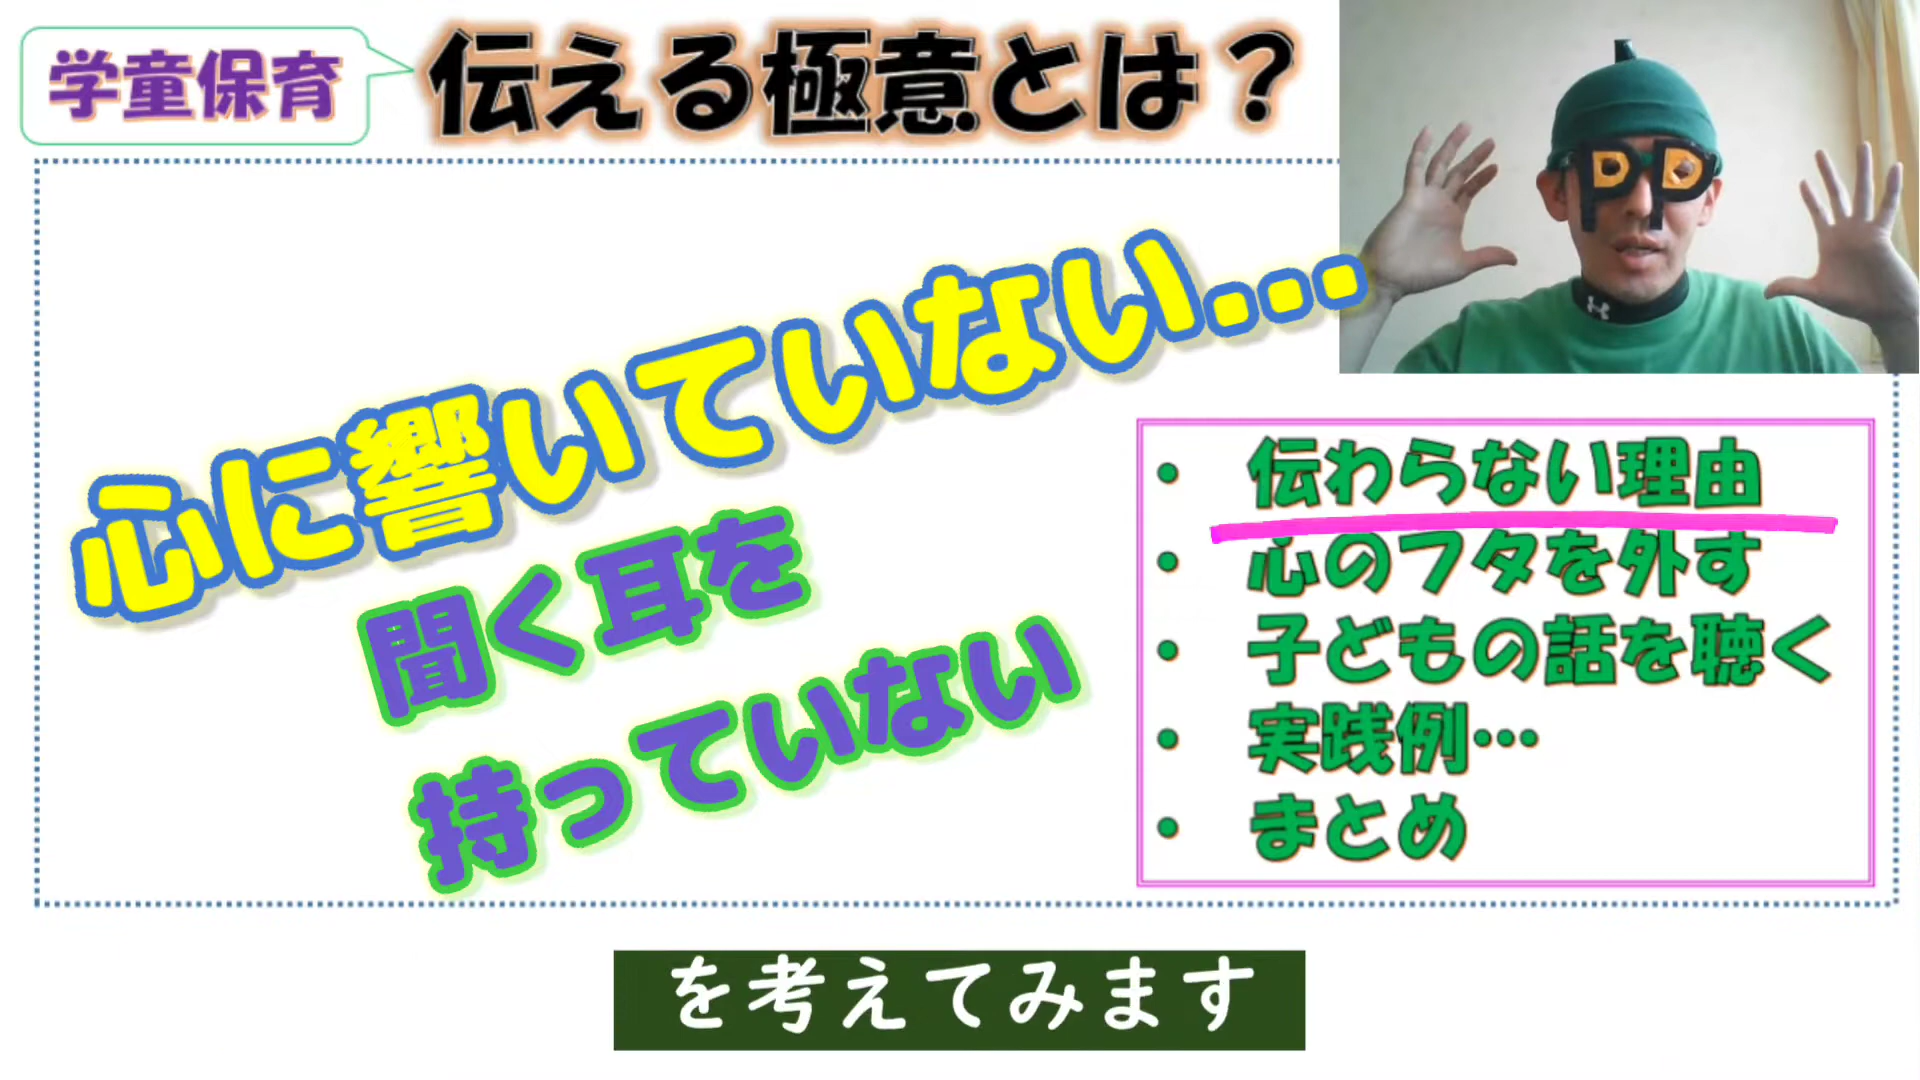 学童保育
伝える極意とは？
心に響いていない...
聞く耳を
持っていない
• 伝わらない理由
• 心のフタを外す
• 子どもの話を聴く
• 実践例…
• まとめ
を考えてみます
PP